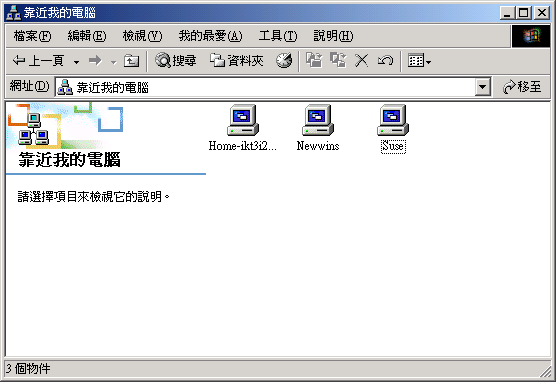 靠近我的電腦
檔案(F) 編輯(E) 檢視(V) 我的最愛(A) 工具(T) 說明(H)
上一頁 搜尋 資料夾
網址(D) 靠近我的電腦 移至
靠近我的電腦
請選擇項目來檢視它的說明。
Home-ikt3i2... Newwins Suse
3 個物件